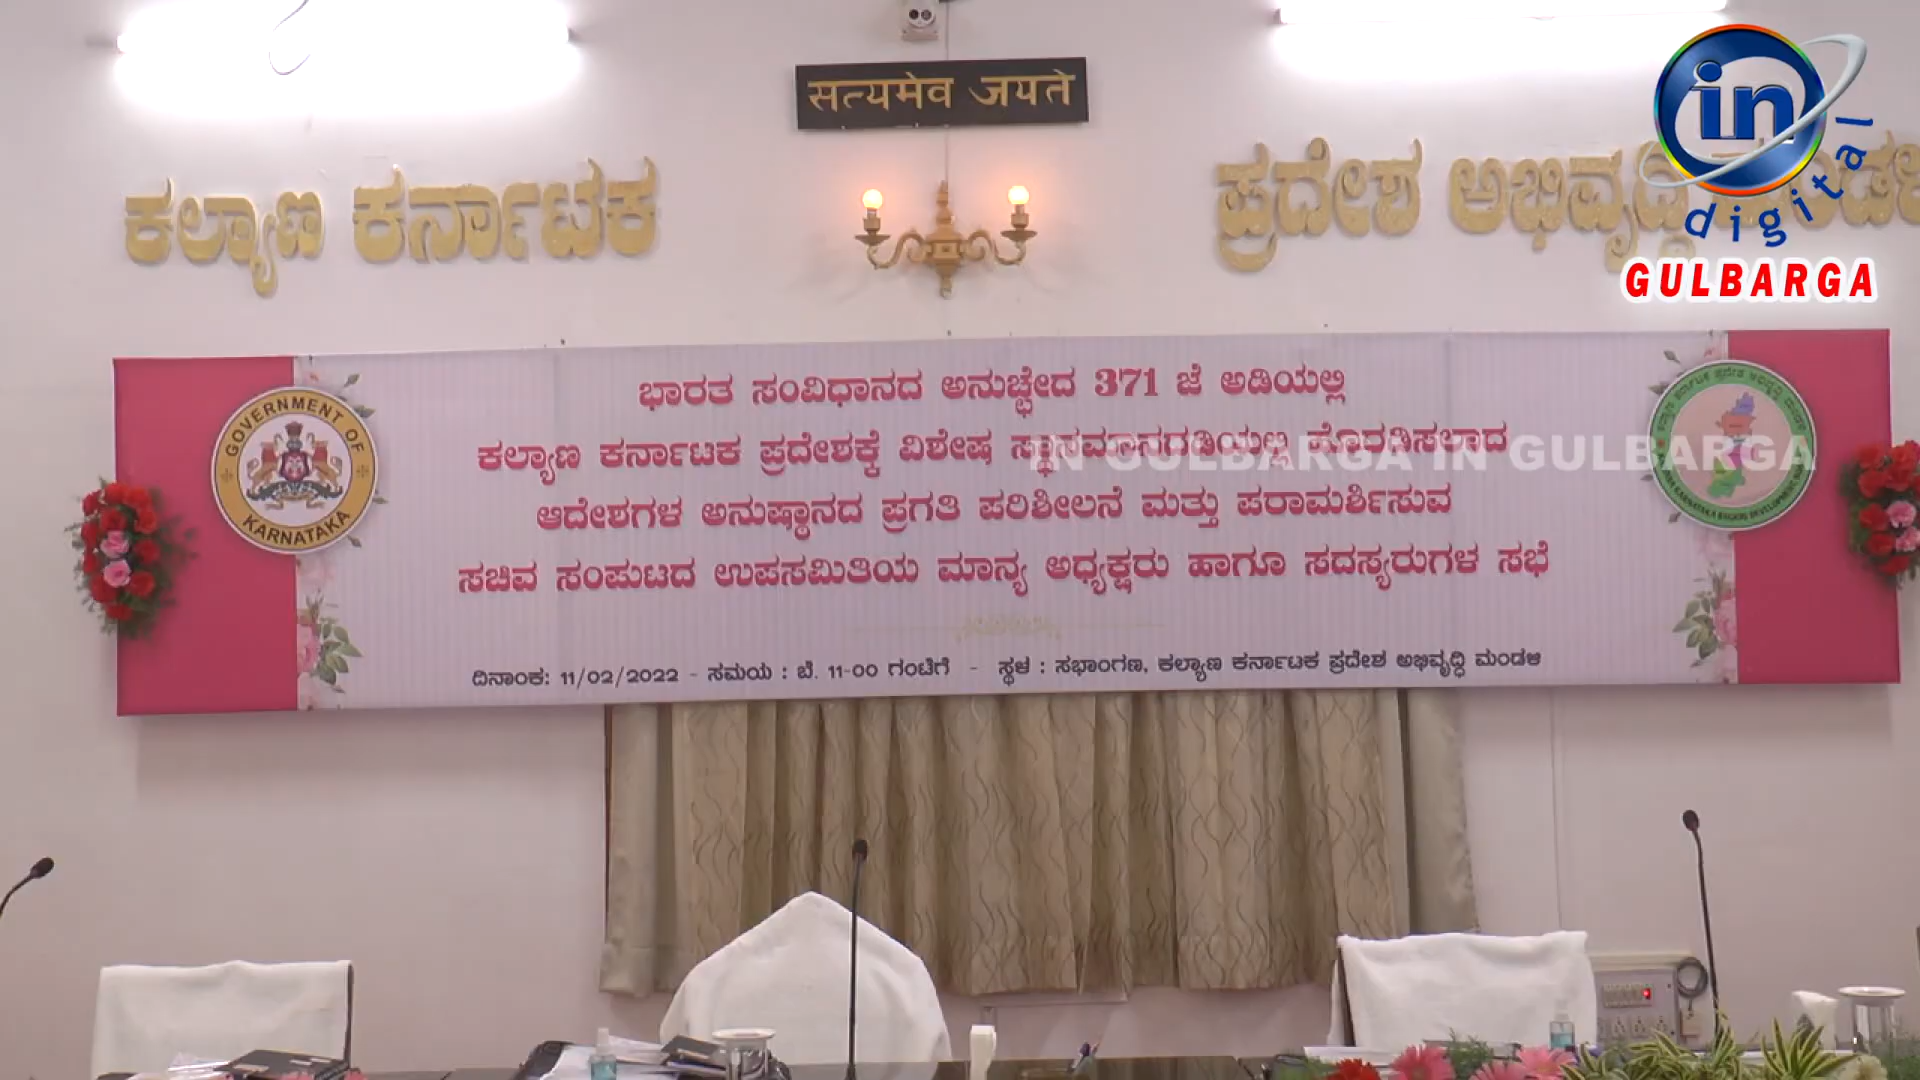 सत्यमेव जयते
in
digital
GULBARGA
ಕಲ್ಯಾಣ ಕರ್ನಾಟಕ
ಪ್ರದೇಶ ಅಭಿವೃದ್ಧಿ
GOVERNMENT OF
KARNATAKA
ಭಾರತ ಸಂವಿಧಾನದ ಅನುಚ್ಛೇದ 371 ಜೆ ಅಡಿಯಲ್ಲಿ
ಕಲ್ಯಾಣ ಕರ್ನಾಟಕ ಪ್ರದೇಶಕ್ಕೆ ವಿಶೇಷ ಸ್ಥಾನಮಾನದಡಿಯಲ್ಲಿ ಹೊರಡಿಸಲಾದ
IN GULBARGA IN GULBARGA
ಆದೇಶಗಳ ಅನುಷ್ಠಾನದ ಪ್ರಗತಿ ಪರಿಶೀಲನೆ ಮತ್ತು ಪರಾಮರ್ಶಿಸುವ
ಸಚಿವ ಸಂಪುಟದ ಉಪಸಮಿತಿಯ ಮಾನ್ಯ ಅಧ್ಯಕ್ಷರು ಹಾಗೂ ಸದಸ್ಯರುಗಳ ಸಭೆ
ದಿನಾಂಕ: 11/02/2022 - ಸಮಯ : ಬೆ. 11-00 ಗಂಟೆಗೆ - ಸ್ಥಳ : ಸಭಾಂಗಣ, ಕಲ್ಯಾಣ ಕರ್ನಾಟಕ ಪ್ರದೇಶ ಅಭಿವೃದ್ಧಿ ಮಂಡಳಿ